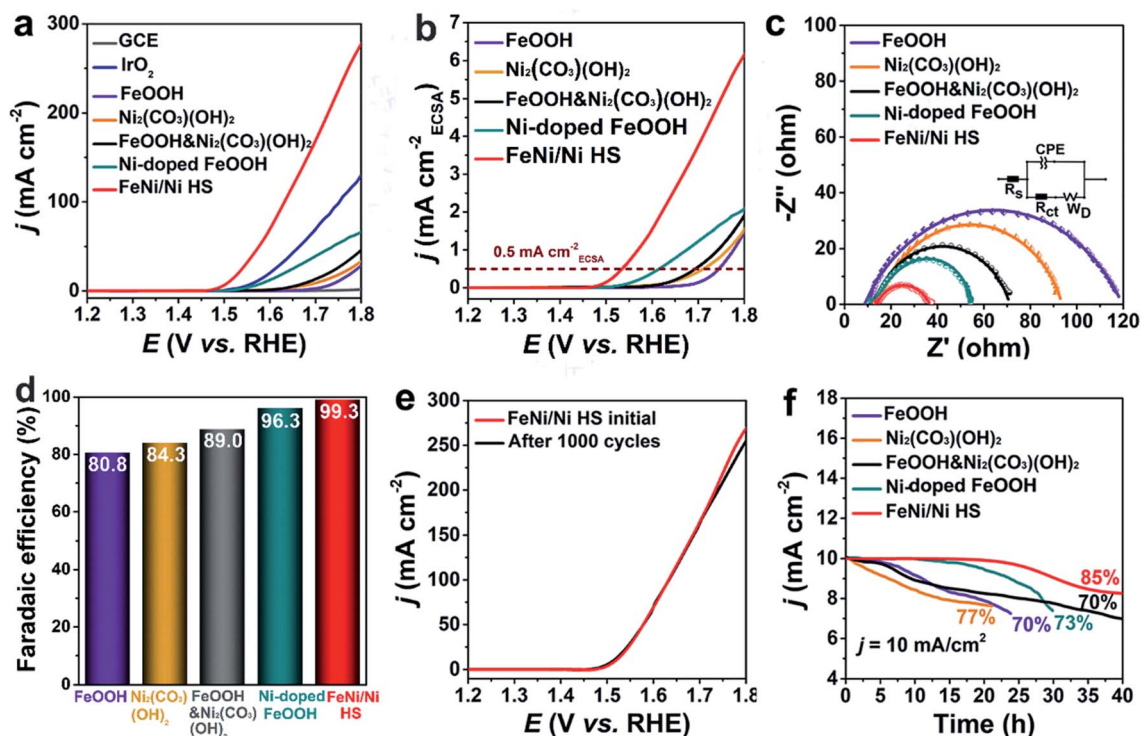 a
GCE
IrO₂
FeOOH
Ni₂(CO₃)(OH)₂
FeOOH&Ni₂(CO₃)(OH)₂
Ni-doped FeOOH
FeNi/Ni HS
j (mA cm⁻²)
300
200
100
0
1.2 1.3 1.4 1.5 1.6 1.7 1.8
E (V vs. RHE)
b
FeOOH
Ni₂(CO₃)(OH)₂
FeOOH&Ni₂(CO₃)(OH)₂
Ni-doped FeOOH
FeNi/Ni HS
0.5 mA cm⁻²ECSA
j (mA cm⁻²ECSA)
7
6
5
4
3
2
1
0
1.2 1.3 1.4 1.5 1.6 1.7 1.8
E (V vs. RHE)
c
FeOOH
Ni₂(CO₃)(OH)₂
FeOOH&Ni₂(CO₃)(OH)₂
Ni-doped FeOOH
FeNi/Ni HS
CPE
Rs
Rct
WD
-Z'' (ohm)
100
80
60
40
20
0
0 20 40 60 80 100 120
Z' (ohm)
d
Faradaic efficiency (%)
100
80
60
40
20
0
80.8
84.3
89.0
96.3
99.3
FeOOH
Ni₂(CO₃)
(OH)₂
FeOOH
&Ni₂(CO₃)
(OH)₂
Ni-doped
FeOOH
FeNi/Ni
HS
e
FeNi/Ni HS initial
After 1000 cycles
j (mA cm⁻²)
300
250
200
150
100
50
0
1.2 1.3 1.4 1.5 1.6 1.7 1.8
E (V vs. RHE)
f
FeOOH
Ni₂(CO₃)(OH)₂
FeOOH&Ni₂(CO₃)(OH)₂
Ni-doped FeOOH
FeNi/Ni HS
85%
70%
77%
70%
73%
j = 10 mA/cm²
j (mA cm⁻²)
18
16
14
12
10
8
6
4
0 5 10 15 20 25 30 35 40
Time (h)